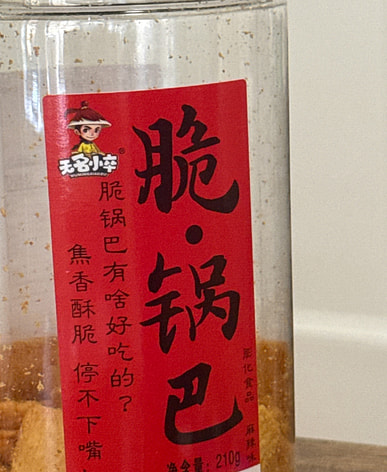 无名小卒
®
脆·锅巴
脆锅巴有啥好吃的？
焦香酥脆 停不下嘴
膨化食品 麻辣味
净含量：210g